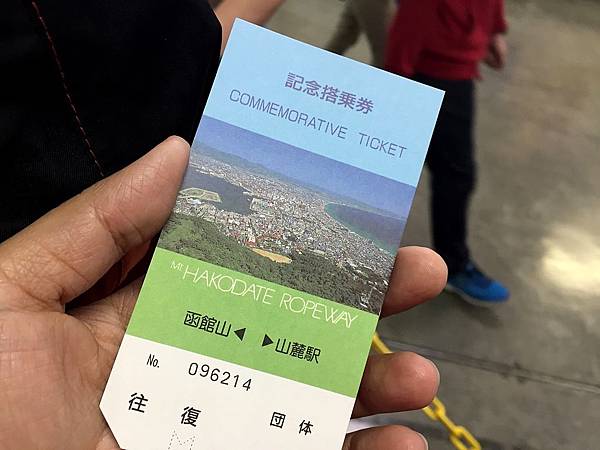 記念搭乗券
COMMEMORATIVE TICKET
MT. HAKODATE ROPEWAY
函館山◀ ▶山麓駅
No. 096214
往復 団体